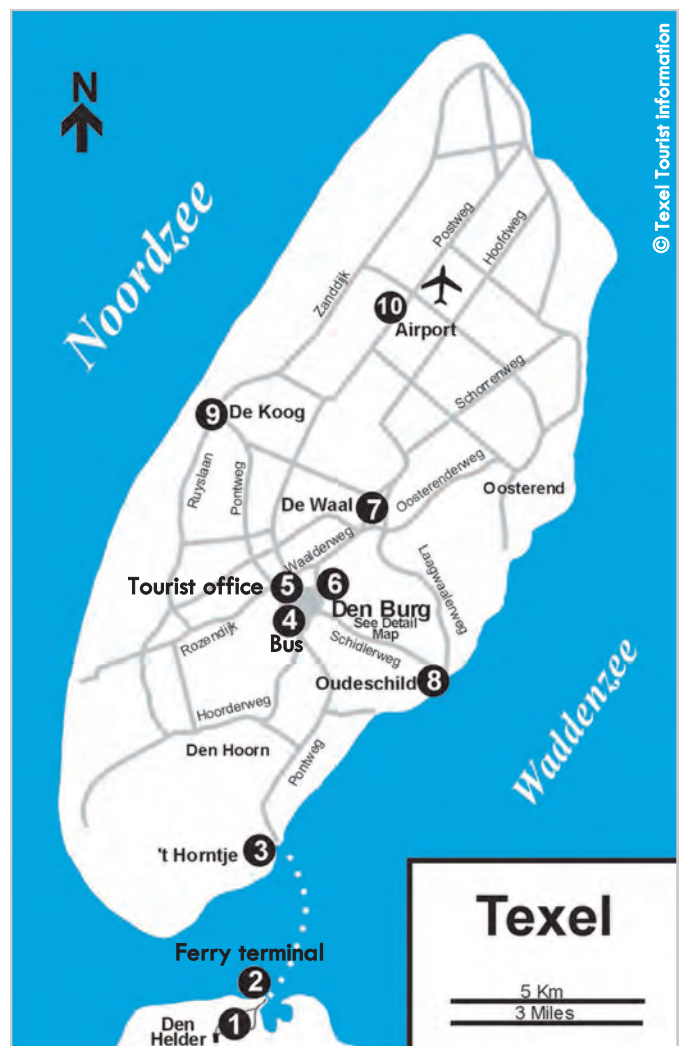 © Texel Tourist information
N
Noordzee
Postweg
Hoofdweg
Zanddijk
10
Airport
Schorrenweg
9 De Koog
Ruyslaan
Pontweg
De Waal 7
Oosterenderweg
Oosterend
Waalderweg
Laagwaalerweg
Tourist office 5
6
Den Burg
See Detail
Map
4
Bus
Rozendijk
Schidlerweg
Oudeschild 8
Waddenzee
Hoorderweg
Den Hoorn
Pontweg
't Horntje 3
Ferry terminal
2
Den
Helder
1
Texel
5 Km
3 Miles